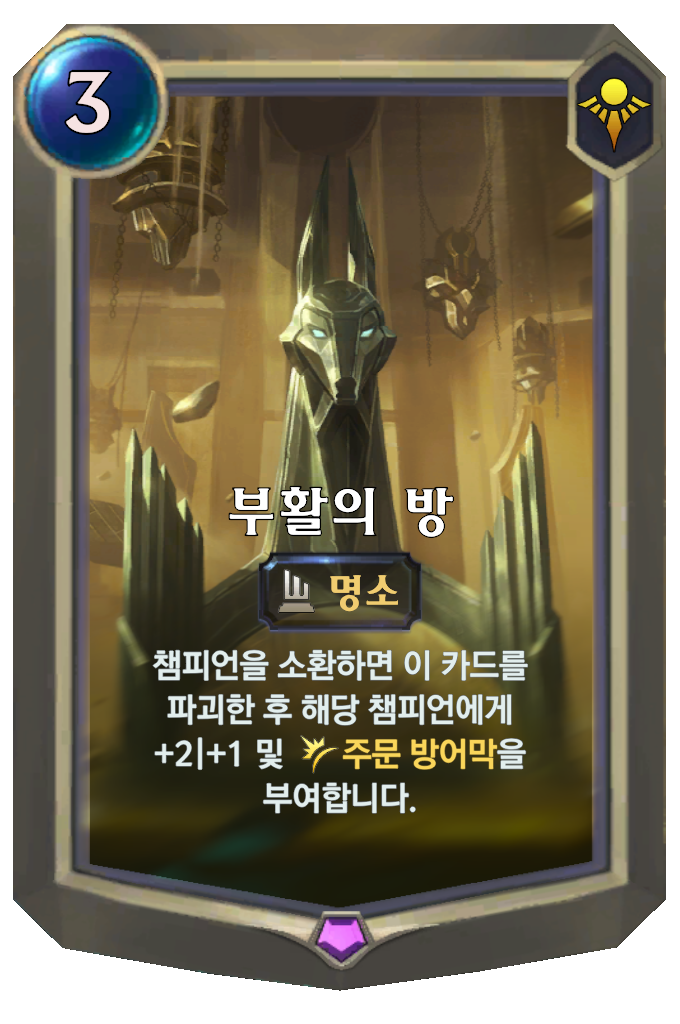 3
부활의 방
명소
챔피언을 소환하면 이 카드를
파괴한 후 해당 챔피언에게
+2|+1 및 주문 방어막을
부여합니다.